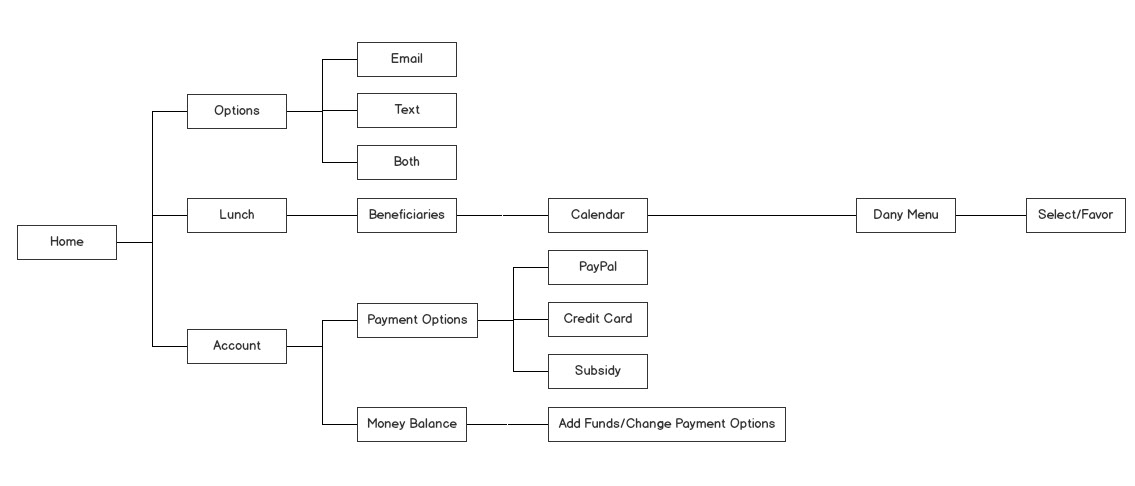 Email
Options
Text
Both
Lunch
Beneficiaries
Calendar
Dany Menu
Select/Favor
Home
PayPal
Payment Options
Credit Card
Account
Subsidy
Money Balance
Add Funds/Change Payment Options